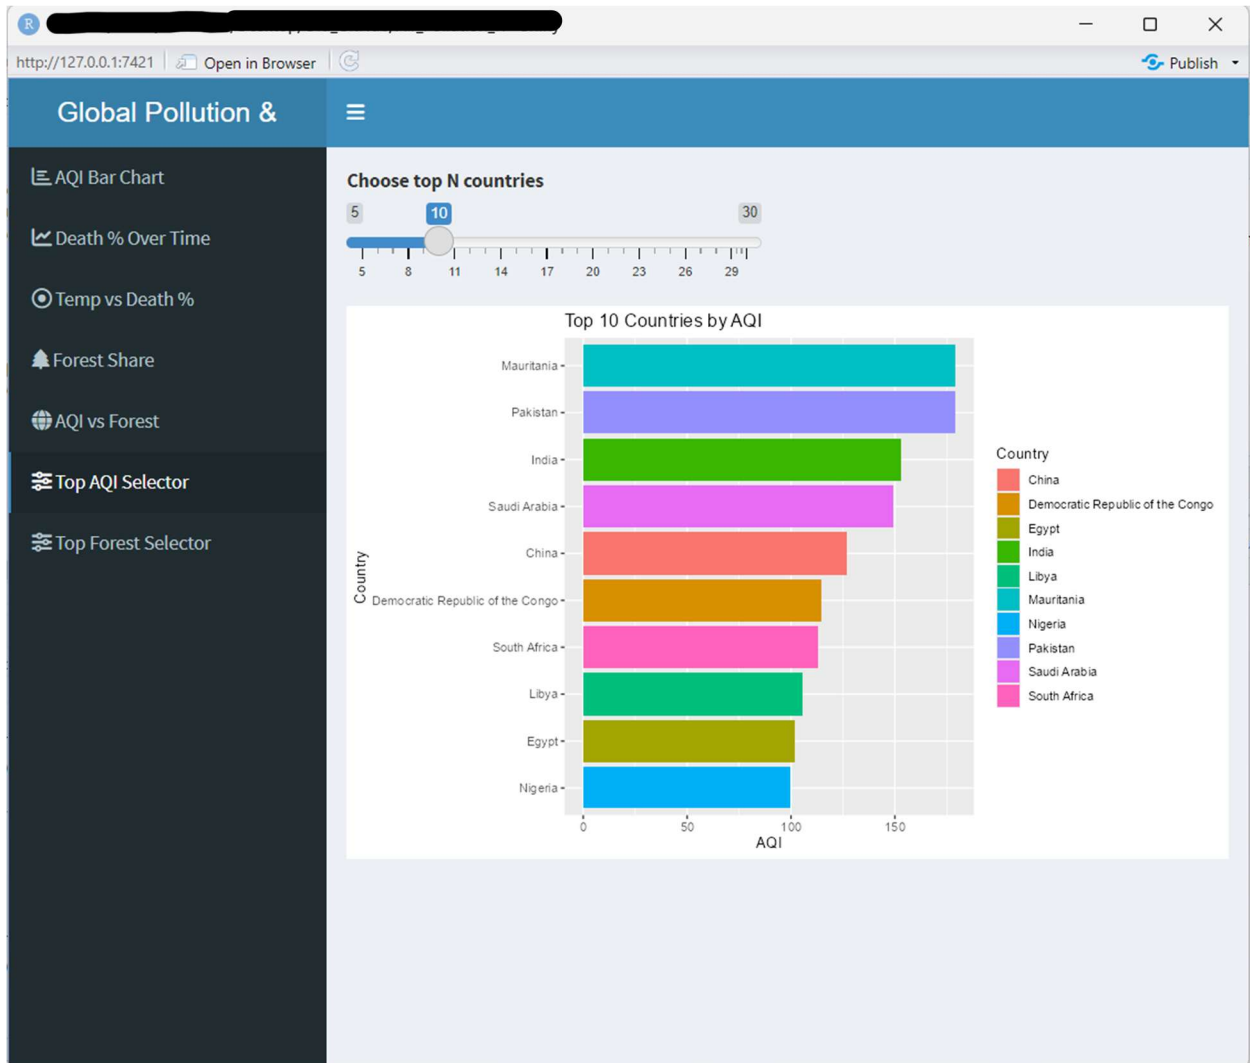 R
http://127.0.0.1:7421 Open in Browser Publish
Global Pollution &
AQI Bar Chart
Death % Over Time
Temp vs Death %
Forest Share
AQI vs Forest
Top AQI Selector
Top Forest Selector
Choose top N countries
5 10 30
5 8 11 14 17 20 23 26 29
Top 10 Countries by AQI
Country
Mauritania
Pakistan
India
Saudi Arabia
China
Democratic Republic of the Congo
South Africa
Libya
Egypt
Nigeria
0 50 100 150
AQI
Country
China
Democratic Republic of the Congo
Egypt
India
Libya
Mauritania
Nigeria
Pakistan
Saudi Arabia
South Africa